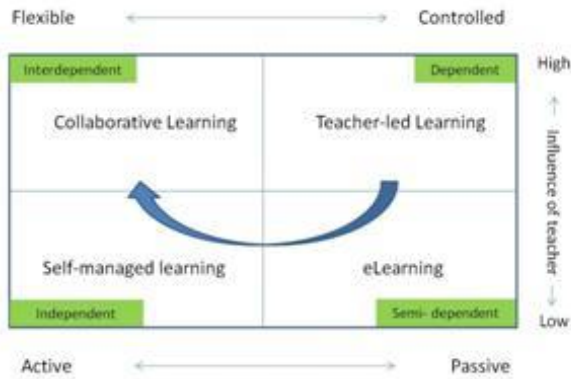 Flexible Controlled
Interdependent Dependent High
Collaborative Learning Teacher-led Learning
Influence of teacher
Self-managed learning eLearning
Independent Semi- dependent
Low
Active Passive